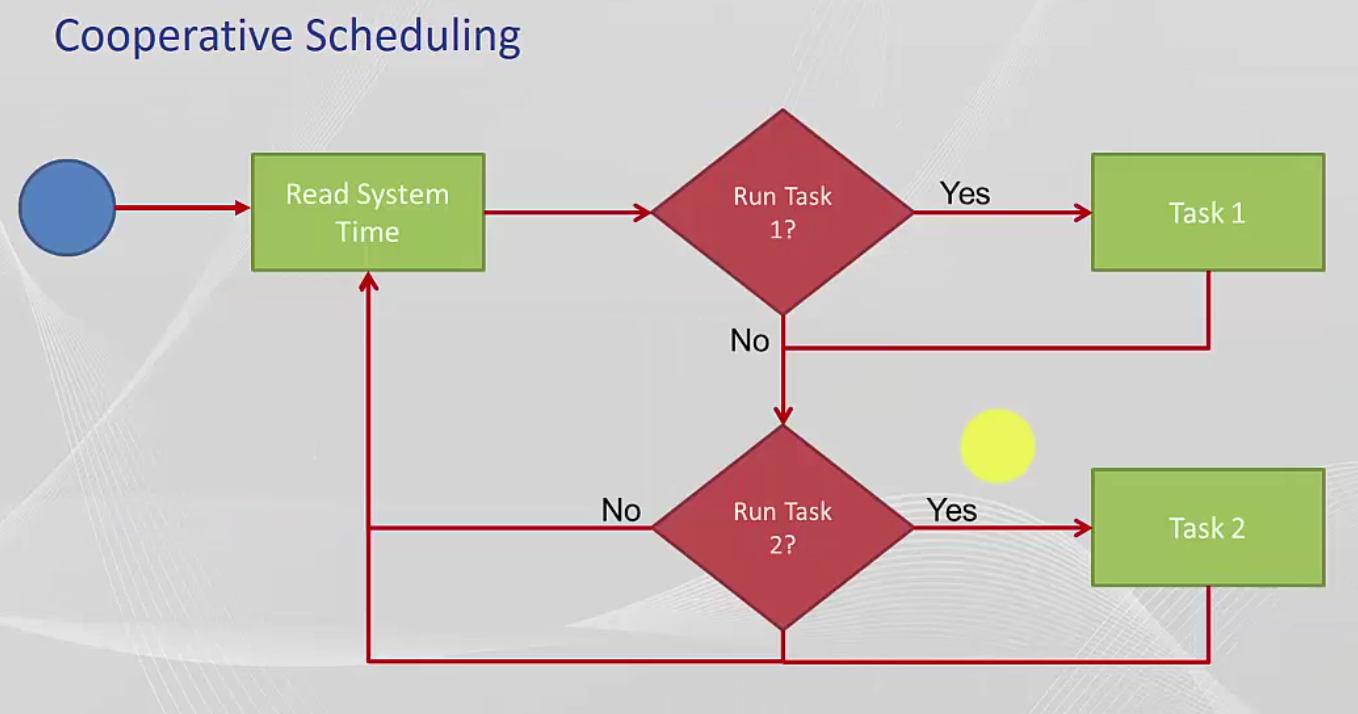 Cooperative Scheduling
Read System
Time
Run Task
1?
Yes
Task 1
No
No
Run Task
2?
Yes
Task 2